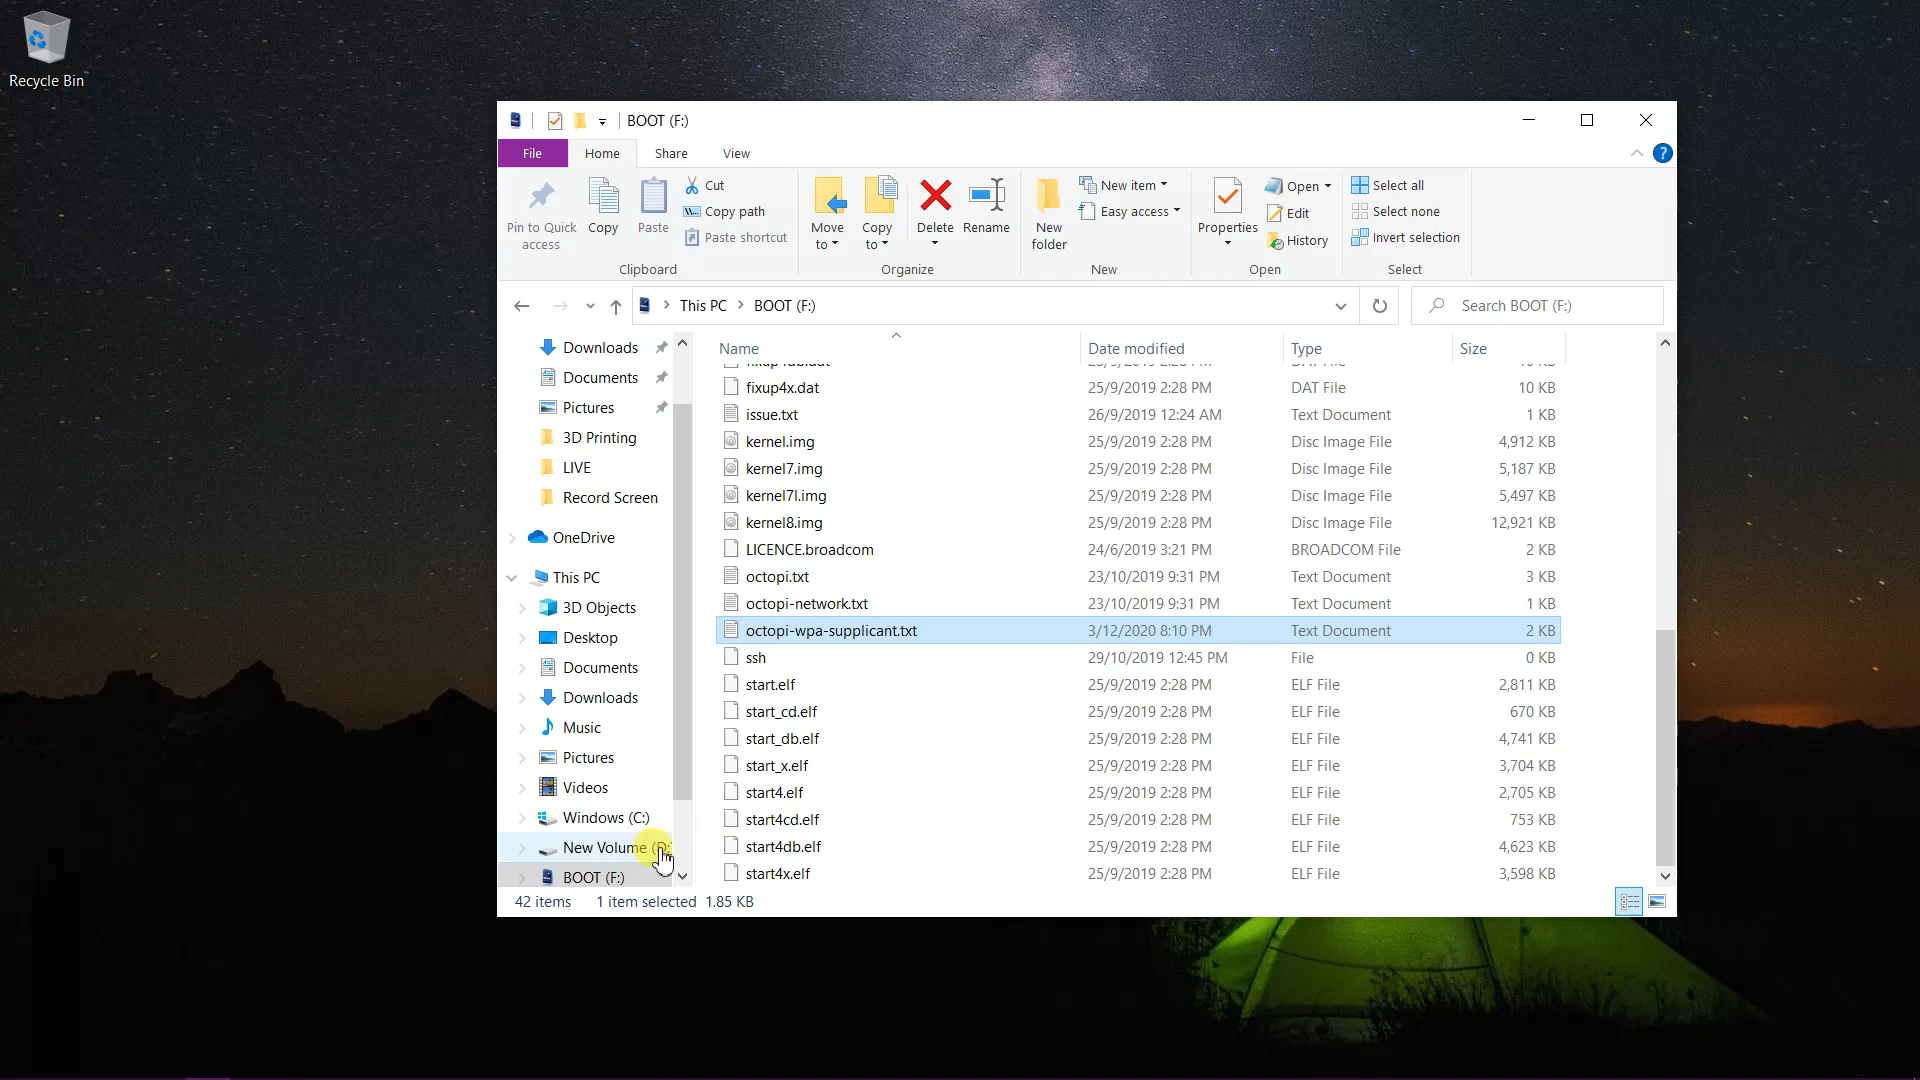 Recycle Bin
BOOT (F:)
File Home Share View
Pin to Quick access
Copy
Paste
Cut
Copy path
Paste shortcut
Clipboard
Move to
Copy to
Delete
Rename
Organize
New folder
New item
Easy access
New
Properties
Open
Edit
History
Open
Select all
Select none
Invert selection
Select
This PC > BOOT (F:)
Search BOOT (F:)
Downloads
Documents
Pictures
3D Printing
LIVE
Record Screen
OneDrive
This PC
3D Objects
Desktop
Documents
Downloads
Music
Pictures
Videos
Windows (C:)
New Volume
BOOT (F:)
Name Date modified Type Size
fixup4x.dat 25/9/2019 2:28 PM DAT File 10 KB
issue.txt 26/9/2019 12:24 AM Text Document 1 KB
kernel.img 25/9/2019 2:28 PM Disc Image File 4,912 KB
kernel7.img 25/9/2019 2:28 PM Disc Image File 5,187 KB
kernel7l.img 25/9/2019 2:28 PM Disc Image File 5,497 KB
kernel8.img 25/9/2019 2:28 PM Disc Image File 12,921 KB
LICENCE.broadcom 24/6/2019 3:21 PM BROADCOM File 2 KB
octopi.txt 23/10/2019 9:31 PM Text Document 3 KB
octopi-network.txt 23/10/2019 9:31 PM Text Document 1 KB
octopi-wpa-supplicant.txt 3/12/2020 8:10 PM Text Document 2 KB
ssh 29/10/2019 12:45 PM File 0 KB
start.elf 25/9/2019 2:28 PM ELF File 2,811 KB
start_cd.elf 25/9/2019 2:28 PM ELF File 670 KB
start_db.elf 25/9/2019 2:28 PM ELF File 4,741 KB
start_x.elf 25/9/2019 2:28 PM ELF File 3,704 KB
start4.elf 25/9/2019 2:28 PM ELF File 2,705 KB
start4cd.elf 25/9/2019 2:28 PM ELF File 753 KB
start4db.elf 25/9/2019 2:28 PM ELF File 4,623 KB
start4x.elf 25/9/2019 2:28 PM ELF File 3,598 KB
42 items 1 item selected 1.85 KB